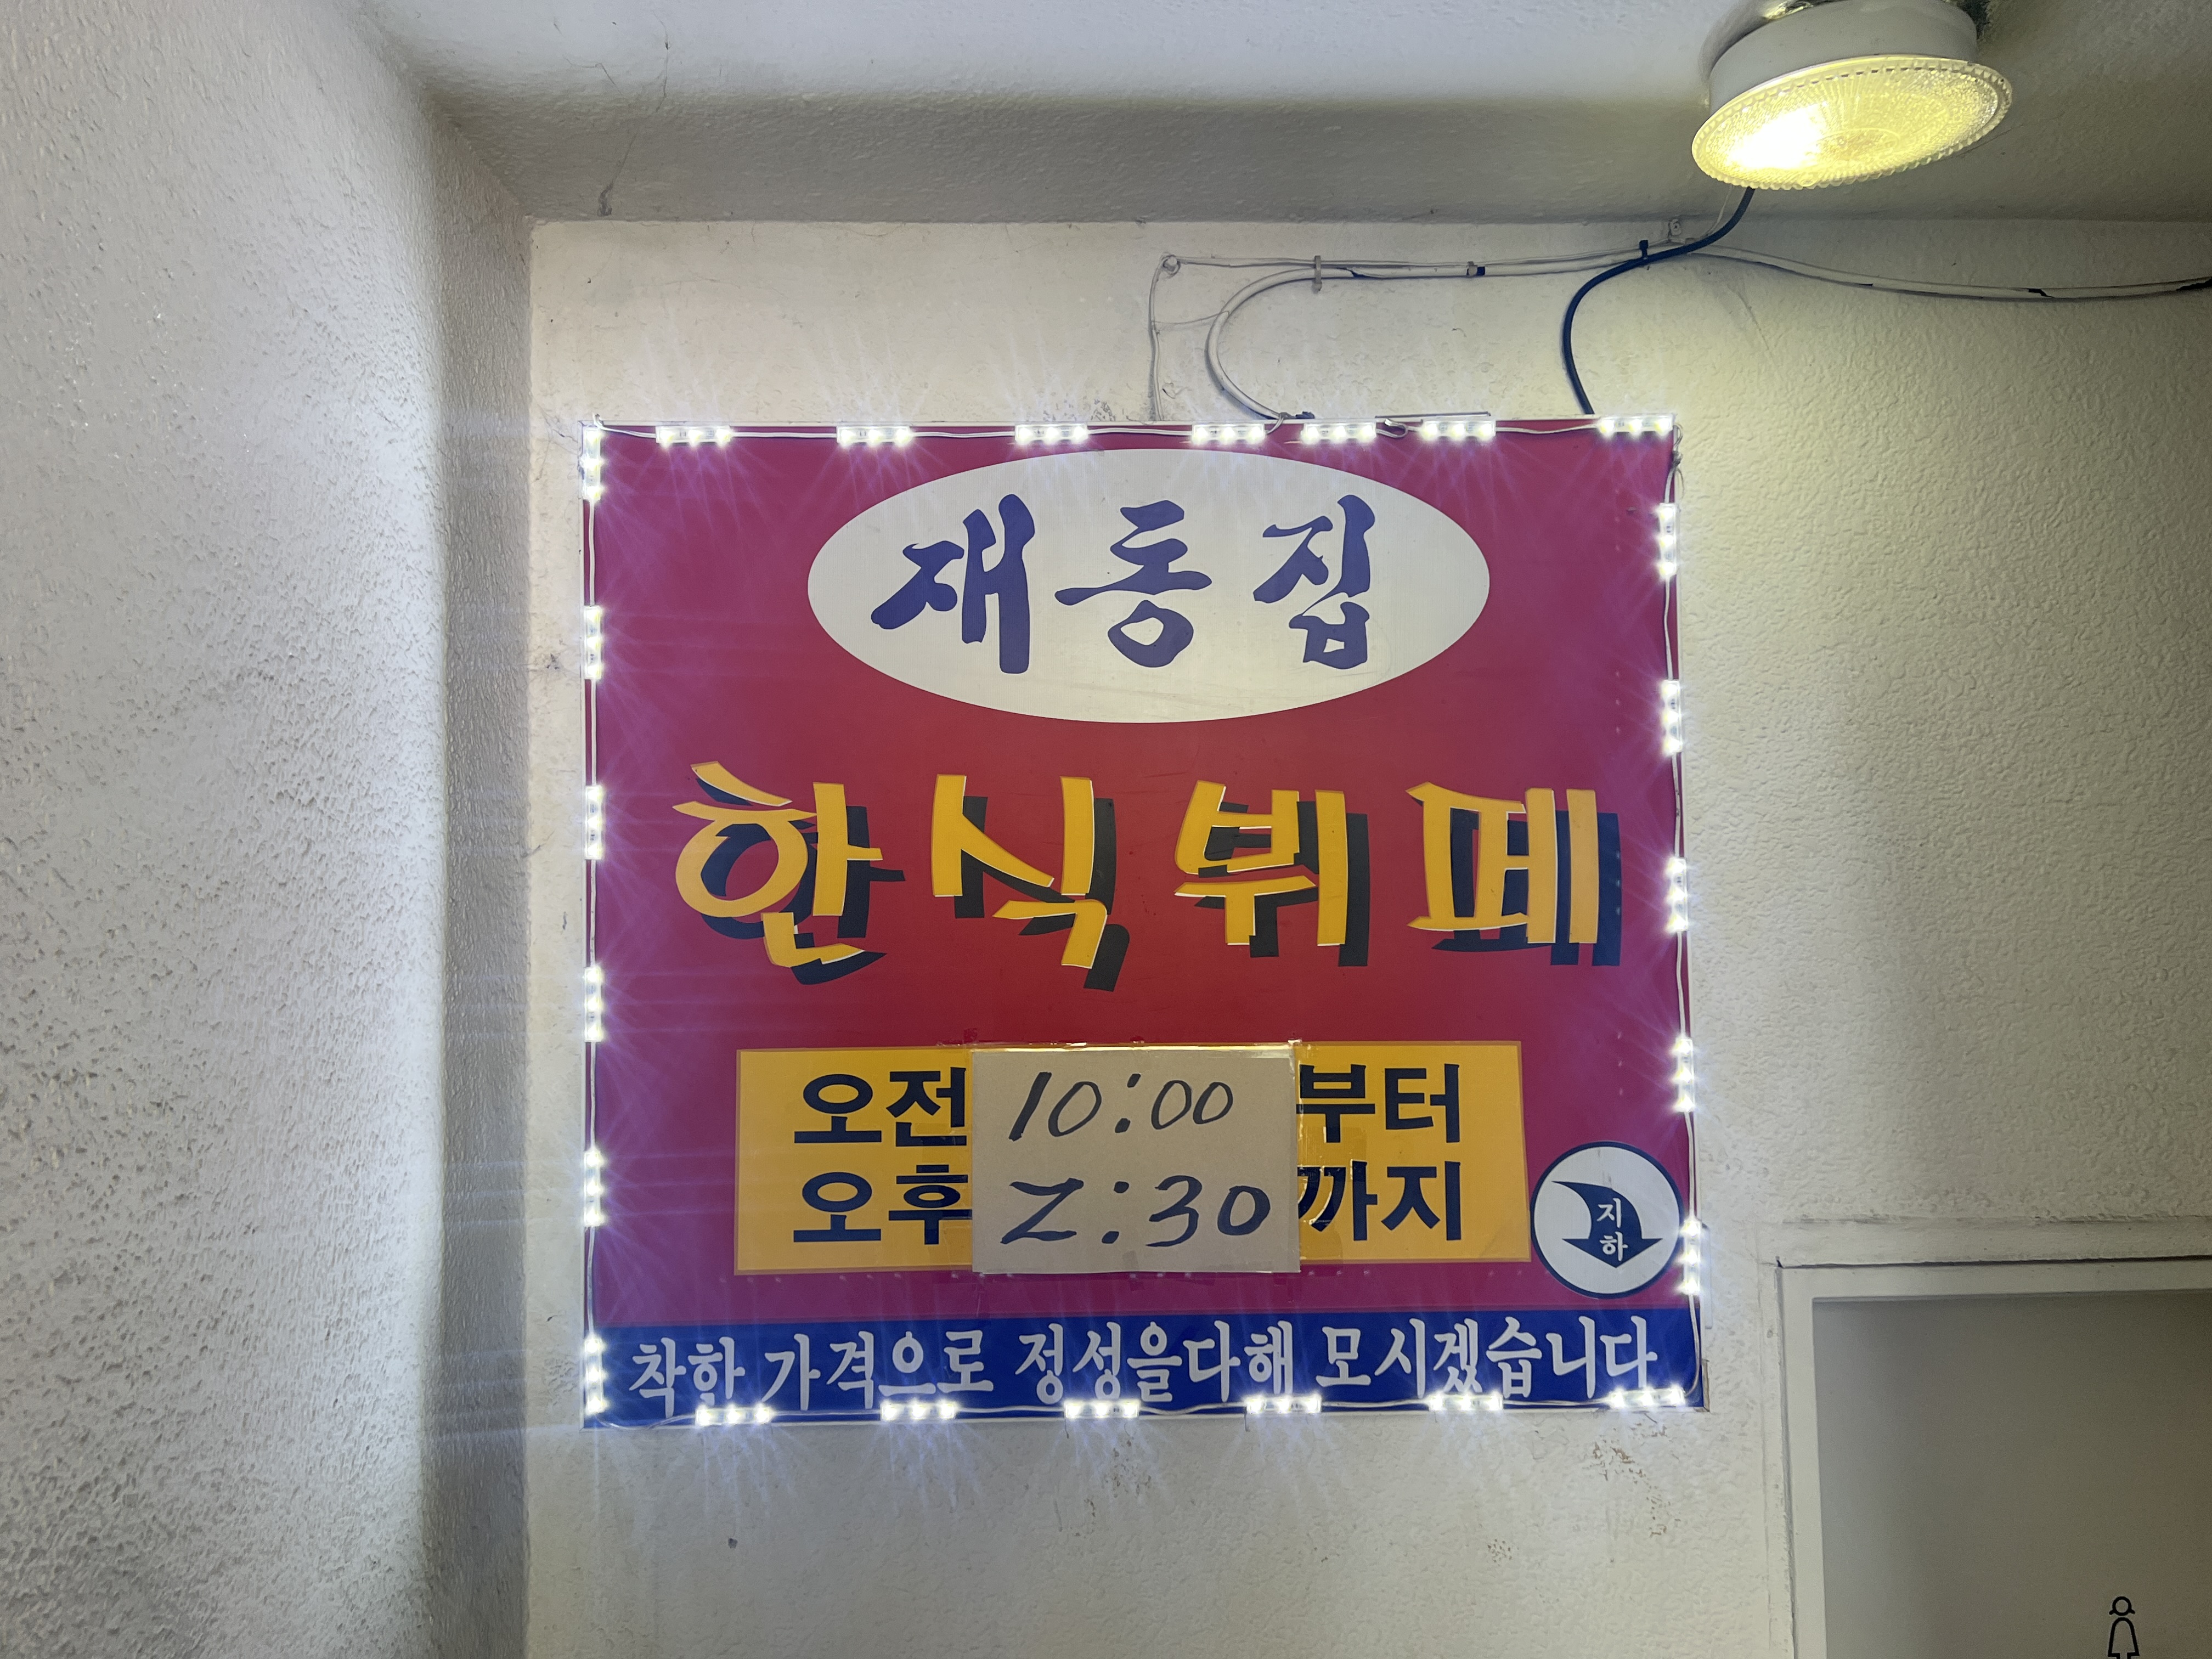 재동집
한식뷔페
오전 10:00 부터
오후 2:30 까지
지하
착한 가격으로 정성을다해 모시겠습니다